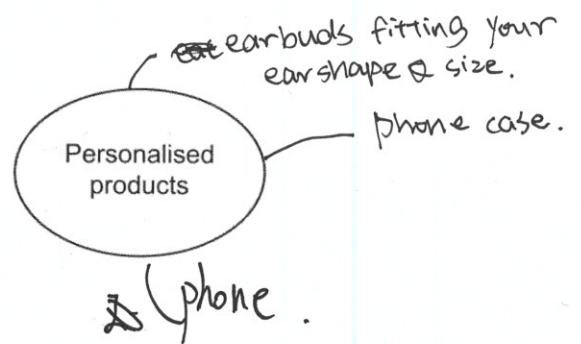 earbuds fitting your
ear shape & size.
phone case.
Personalised
products
phone.